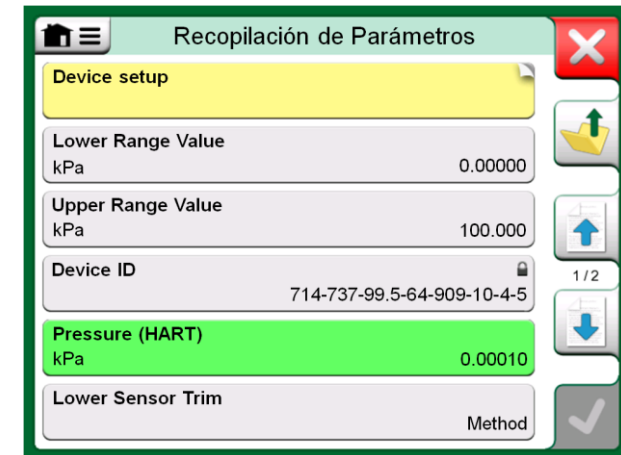 Recopilación de Parámetros
Device setup
Lower Range Value
kPa 0.00000
Upper Range Value
kPa 100.000
Device ID
714-737-99.5-64-909-10-4-5
1/2
Pressure (HART)
kPa 0.00010
Lower Sensor Trim
Method